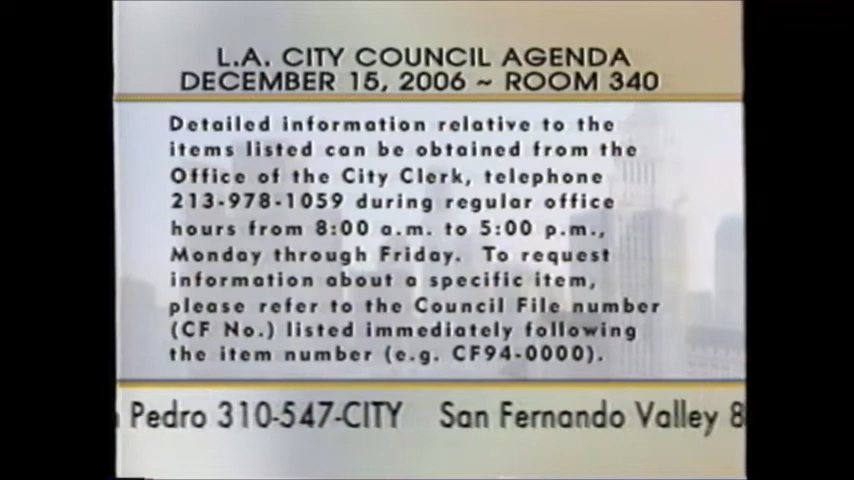 L.A. CITY COUNCIL AGENDA
DECEMBER 15, 2006 ~ ROOM 340
Detailed information relative to the
items listed can be obtained from the
Office of the City Clerk, telephone
213-978-1059 during regular office
hours from 8:00 a.m. to 5:00 p.m.,
Monday through Friday. To request
information about a specific item,
please refer to the Council File number
(CF No.) listed immediately following
the item number (e.g. CF94-0000).
Pedro 310-547-CITY San Fernando Valley 8